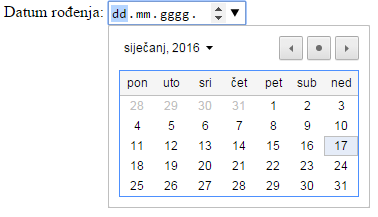 Datum rođenja: dd.mm.gggg.
siječanj, 2016
pon uto sri čet pet sub ned
28 29 30 31 1 2 3
4 5 6 7 8 9 10
11 12 13 14 15 16 17
18 19 20 21 22 23 24
25 26 27 28 29 30 31